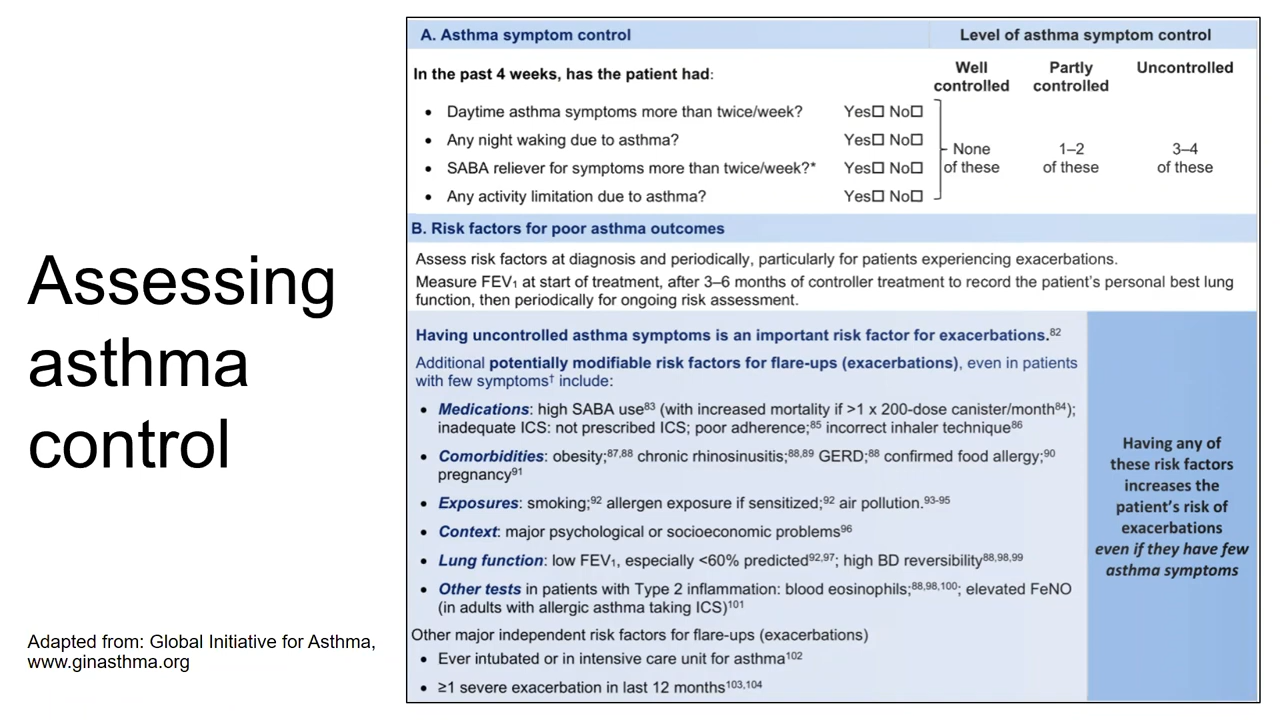 Assessing
asthma
control
Adapted from: Global Initiative for Asthma,
www.ginasthma.org
A. Asthma symptom control
Level of asthma symptom control
In the past 4 weeks, has the patient had:
Well controlled
Partly controlled
Uncontrolled
• Daytime asthma symptoms more than twice/week? Yes☐ No☐
• Any night waking due to asthma? Yes☐ No☐
• SABA reliever for symptoms more than twice/week?* Yes☐ No☐
• Any activity limitation due to asthma? Yes☐ No☐
None of these
1–2 of these
3–4 of these
B. Risk factors for poor asthma outcomes
Assess risk factors at diagnosis and periodically, particularly for patients experiencing exacerbations.
Measure FEV₁ at start of treatment, after 3–6 months of controller treatment to record the patient's personal best lung
function, then periodically for ongoing risk assessment.
Having uncontrolled asthma symptoms is an important risk factor for exacerbations.⁸²
Additional potentially modifiable risk factors for flare-ups (exacerbations), even in patients
with few symptoms† include:
• Medications: high SABA use⁸³ (with increased mortality if >1 x 200-dose canister/month⁸⁴);
inadequate ICS: not prescribed ICS; poor adherence;⁸⁵ incorrect inhaler technique⁸⁶
• Comorbidities: obesity;⁸⁷,⁸⁸ chronic rhinosinusitis;⁸⁸,⁸⁹ GERD;⁸⁸ confirmed food allergy;⁹⁰
pregnancy⁹¹
• Exposures: smoking;⁹² allergen exposure if sensitized;⁹² air pollution.⁹³⁻⁹⁵
• Context: major psychological or socioeconomic problems⁹⁶
• Lung function: low FEV₁, especially <60% predicted⁹²,⁹⁷; high BD reversibility⁸⁸,⁹⁸,⁹⁹
• Other tests in patients with Type 2 inflammation: blood eosinophils;⁸⁸,⁹⁸,¹⁰⁰; elevated FeNO
(in adults with allergic asthma taking ICS)¹⁰¹
Other major independent risk factors for flare-ups (exacerbations)
• Ever intubated or in intensive care unit for asthma¹⁰²
• ≥1 severe exacerbation in last 12 months¹⁰³,¹⁰⁴
Having any of
these risk factors
increases the
patient's risk of
exacerbations
even if they have few
asthma symptoms